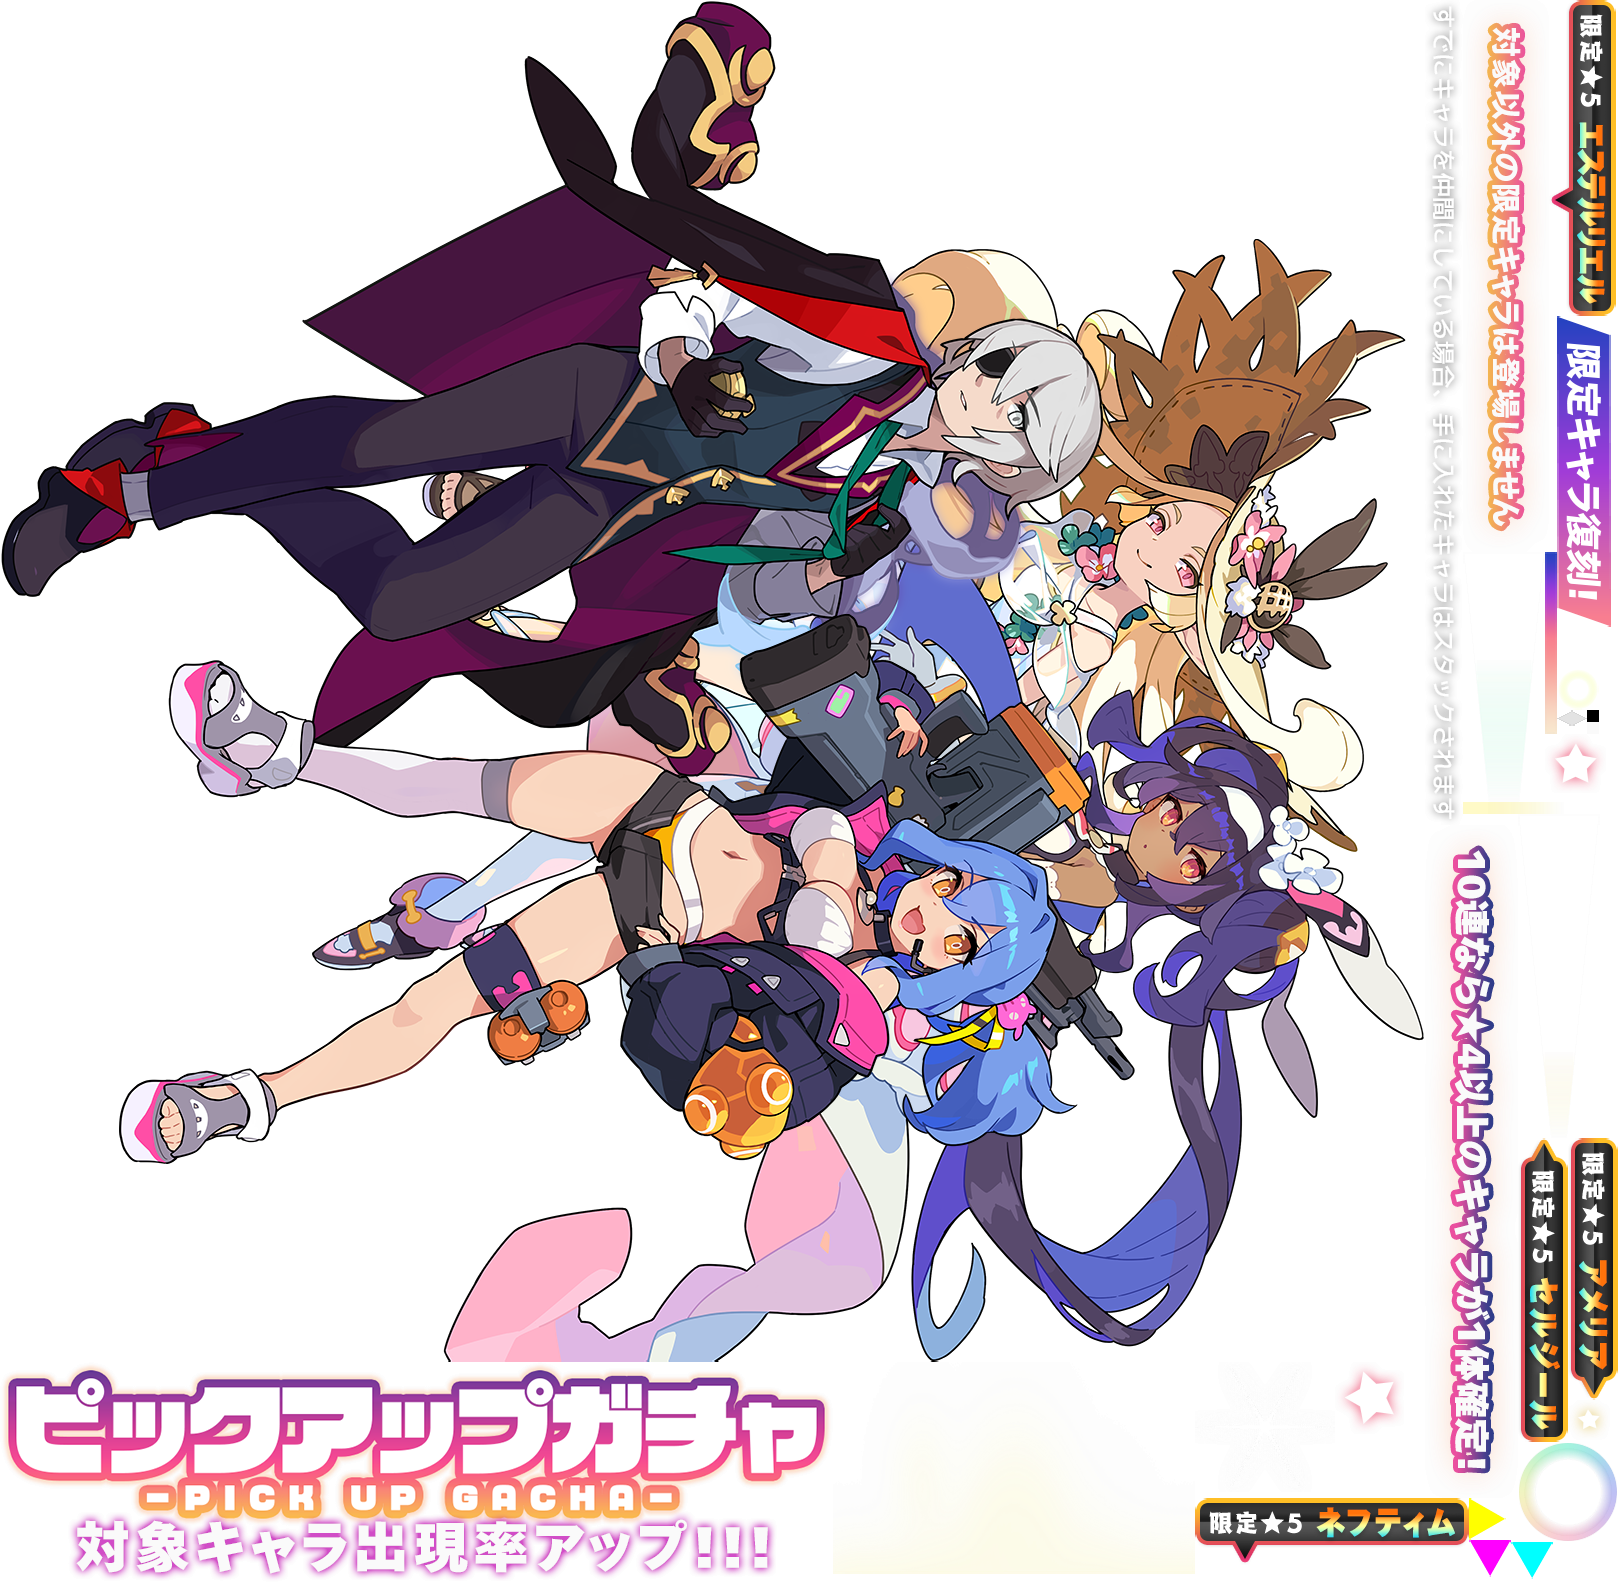 限定★5 エステルリエル
限定キャラ復刻!
対象以外の限定キャラは登場しません
すでにキャラを仲間にしている場合、手に入れたキャラはスタックされます
10連なら★4以上のキャラが1体確定!
限定★5 アメリア
限定★5 セルジール
ピックアップガチャ
-PICK UP GACHA-
対象キャラ出現率アップ!!!
限定★5 ネフティム